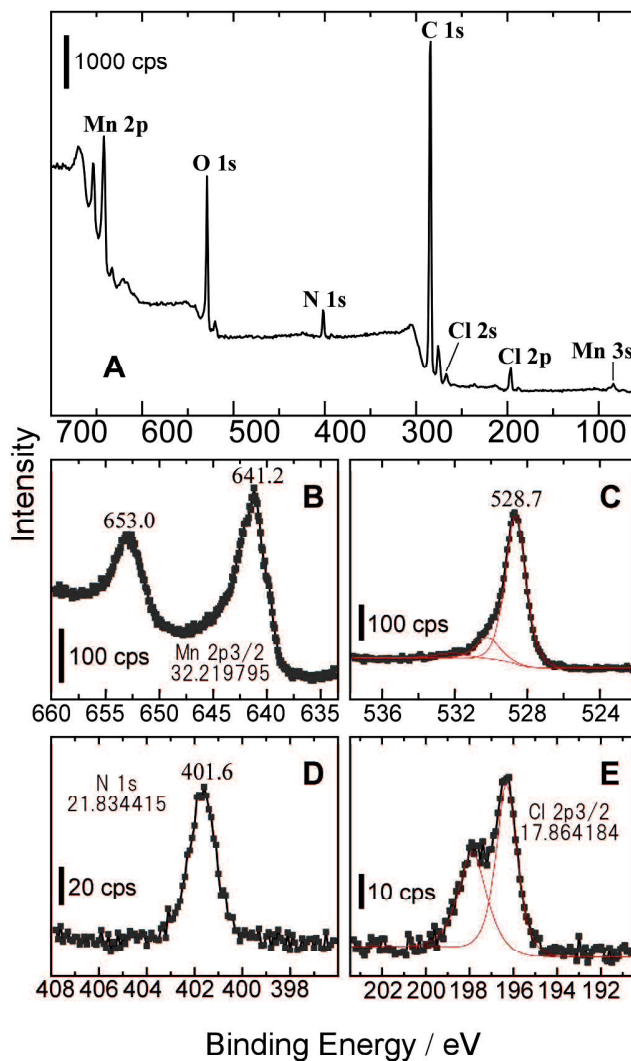 C 1s
1000 cps
Mn 2p
O 1s
N 1s
Cl 2s
Cl 2p
Mn 3s
A
700 600 500 400 300 200 100
Intensity
B
641.2
653.0
100 cps
Mn 2p3/2
32.219795
660 655 650 645 640 635
C
528.7
100 cps
536 532 528 524
D
N 1s
21.834415
401.6
20 cps
408 406 404 402 400 398
E
Cl 2p3/2
17.864184
10 cps
202 200 198 196 194 192
Binding Energy / eV